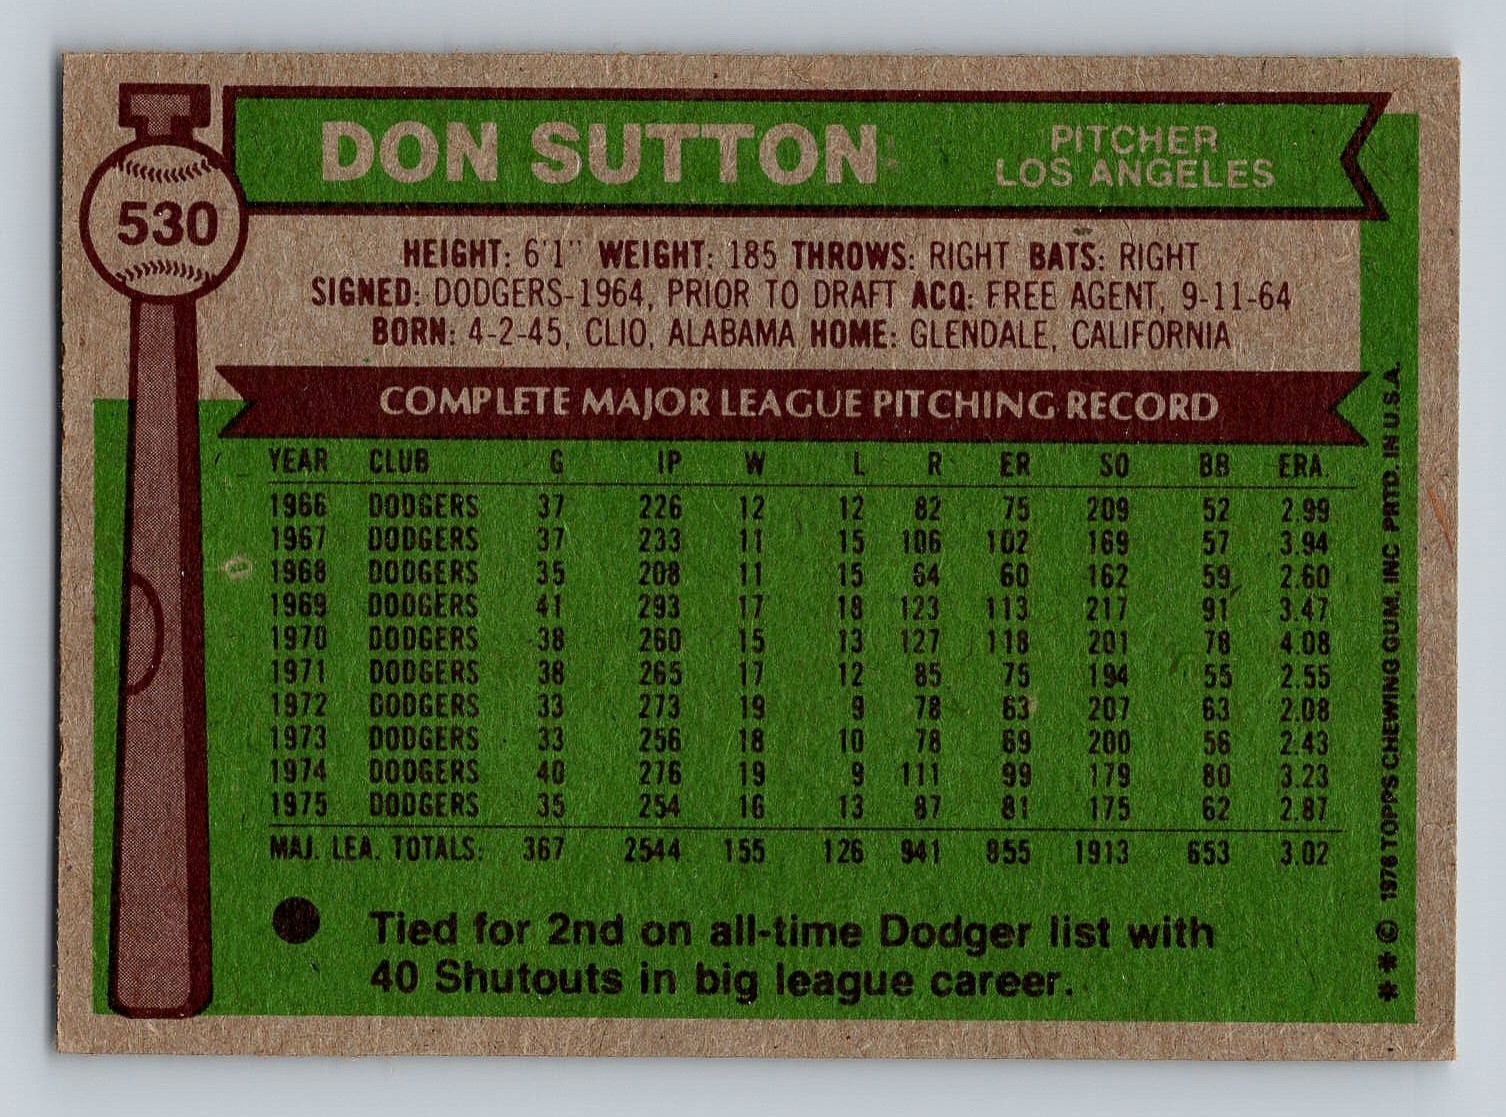 530
DON SUTTON
PITCHER
LOS ANGELES
HEIGHT: 6'1" WEIGHT: 185 THROWS: RIGHT BATS: RIGHT
SIGNED: DODGERS-1964, PRIOR TO DRAFT ACQ: FREE AGENT, 9-11-64
BORN: 4-2-45, CLIO, ALABAMA HOME: GLENDALE, CALIFORNIA
COMPLETE MAJOR LEAGUE PITCHING RECORD
YEAR CLUB G IP W L R ER SO BB ERA.
1966 DODGERS 37 226 12 12 82 75 209 52 2.99
1967 DODGERS 37 233 11 15 106 102 169 57 3.94
1968 DODGERS 35 208 11 15 64 60 162 59 2.60
1969 DODGERS 41 293 17 18 123 113 217 91 3.47
1970 DODGERS 38 260 15 13 127 118 201 78 4.08
1971 DODGERS 38 265 17 12 85 75 194 55 2.55
1972 DODGERS 33 273 19 9 78 63 207 63 2.08
1973 DODGERS 33 256 18 10 78 69 200 56 2.43
1974 DODGERS 40 276 19 9 111 99 179 80 3.23
1975 DODGERS 35 254 16 13 87 81 175 62 2.87
MAJ. LEA. TOTALS: 367 2544 155 126 941 855 1913 653 3.02
Tied for 2nd on all-time Dodger list with
40 Shutouts in big league career.
** © 1976 TOPPS CHEWING GUM, INC PRTD. IN U.S.A.